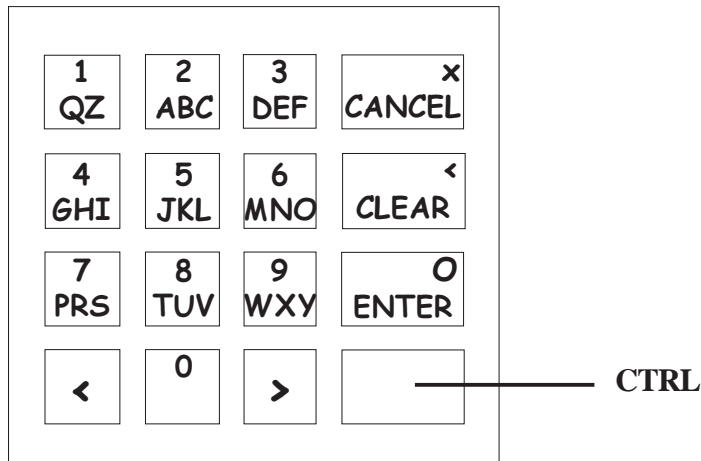 1 2 3 x
QZ ABC DEF CANCEL
4 5 6 <
GHI JKL MNO CLEAR
7 8 9 O
PRS TUV WXY ENTER
< 0 >
CTRL